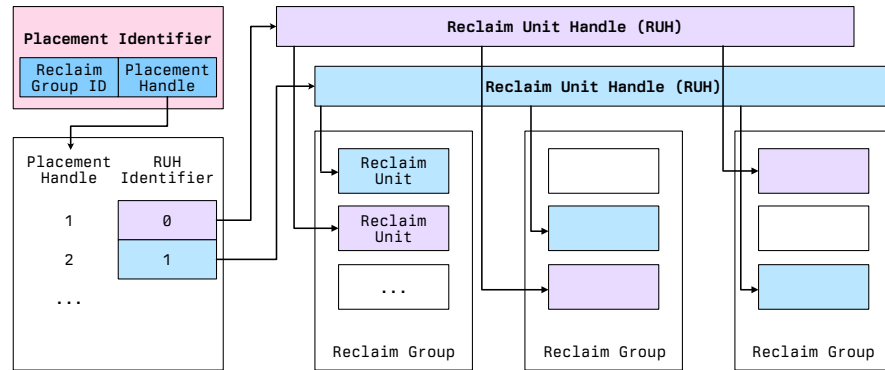 Placement Identifier
Reclaim Group ID
Placement Handle
Reclaim Unit Handle (RUH)
Reclaim Unit Handle (RUH)
Placement Handle
RUH Identifier
1
0
2
1
...
Reclaim Unit
Reclaim Unit
...
Reclaim Group
Reclaim Group
Reclaim Group